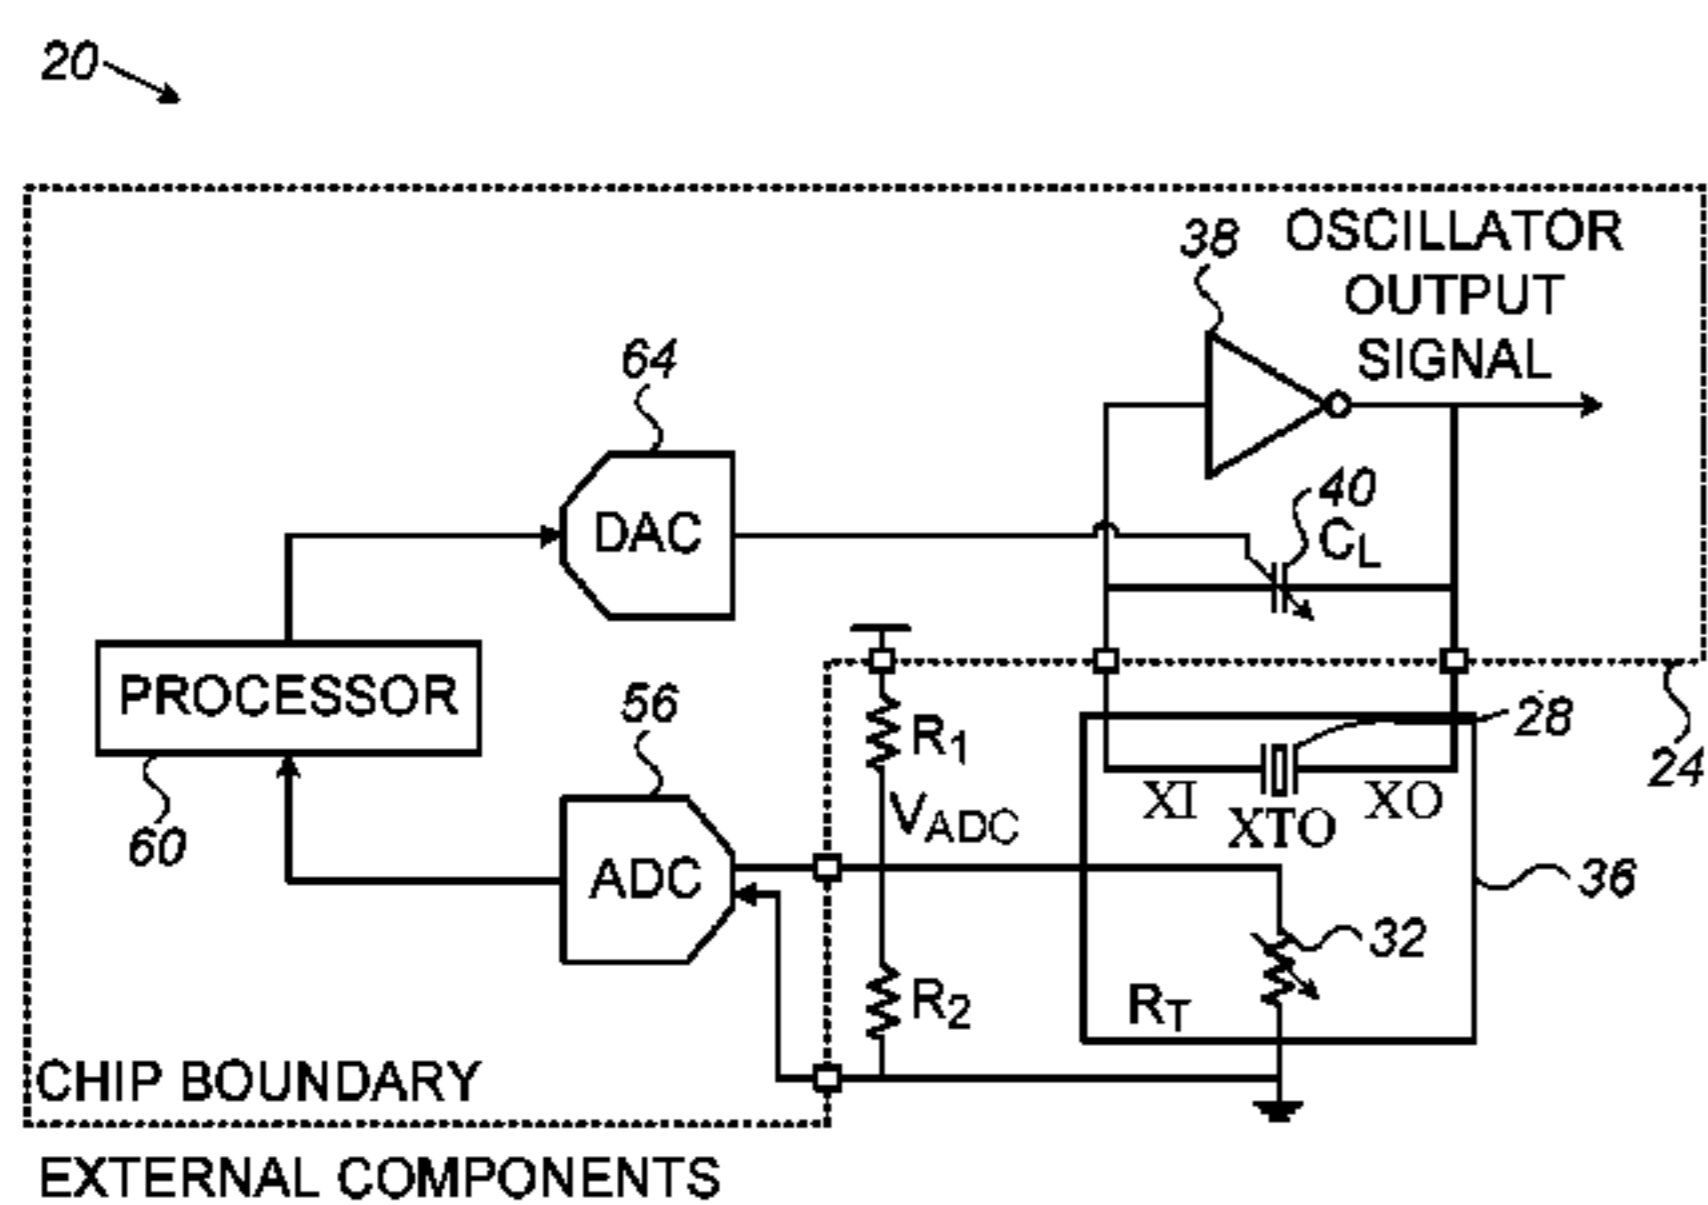 20
38
OSCILLATOR
OUTPUT
SIGNAL
64
DAC
40
CL
PROCESSOR
60
56
ADC
R1
VADC
R2
28
24
XI
XTO
XO
36
32
RT
CHIP BOUNDARY
EXTERNAL COMPONENTS